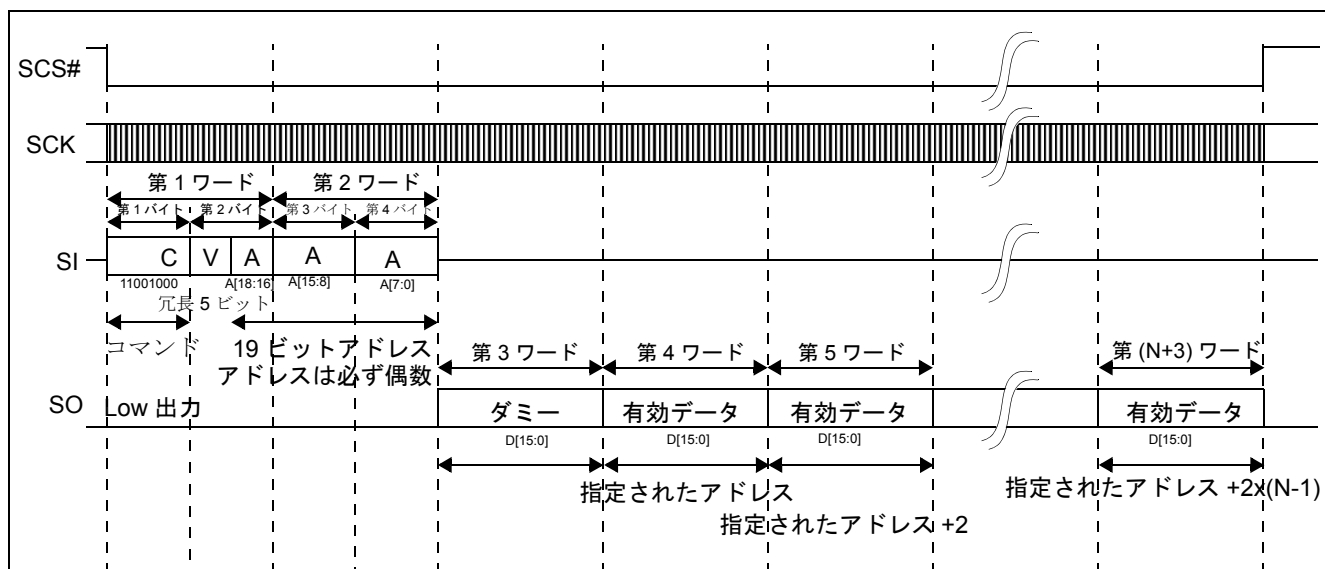 SCS#
SCK
第 1 ワード 第 2 ワード
第 1 バイト 第 2 バイト 第 3 バイト 第 4 バイト
SI C V A A A
11001000 A[18:16] A[15:8] A[7:0]
冗長 5 ビット
コマンド 19 ビットアドレス
アドレスは必ず偶数
第 3 ワード 第 4 ワード 第 5 ワード 第 (N+3) ワード
SO Low 出力 ダミー 有効データ 有効データ 有効データ
D[15:0] D[15:0] D[15:0] D[15:0]
指定されたアドレス 指定されたアドレス +2x(N-1)
指定されたアドレス +2